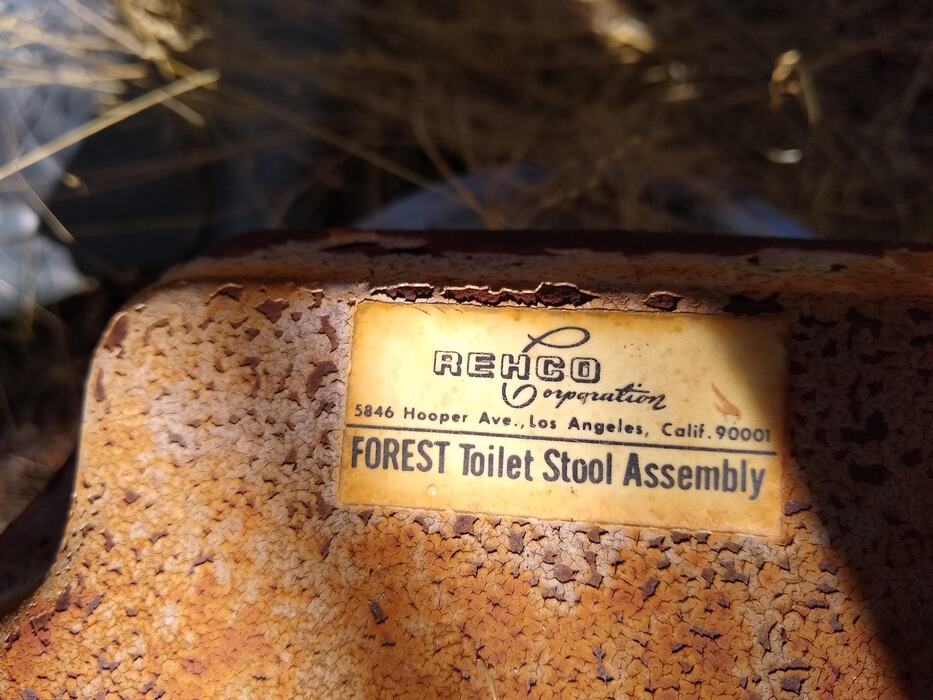 REHCO
Corporation
5846 Hooper Ave., Los Angeles, Calif. 90001
FOREST Toilet Stool Assembly